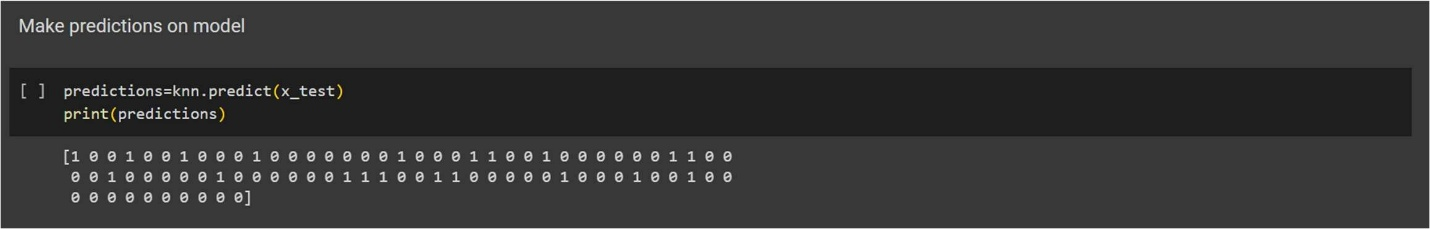 Make predictions on model
[ ] predictions=knn.predict(x_test)
print(predictions)
[1 0 0 1 0 0 1 0 0 0 1 0 0 0 0 0 0 0 1 0 0 0 1 1 0 0 1 0 0 0 0 0 0 1 1 0 0
0 0 1 0 0 0 0 0 1 0 0 0 0 0 0 1 1 1 0 0 1 1 0 0 0 0 0 1 0 0 0 1 0 0 1 0 0
0 0 0 0 0 0 0 0 0 0]